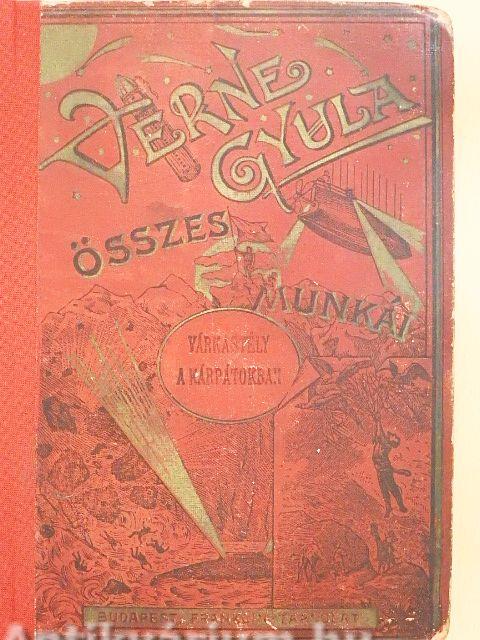 VERNE
GYULA
ÖSSZES
MUNKÁI
VÁRKASTÉLY
A KÁRPÁTOKBAN
BUDAPEST FRANKLIN TÁRSULAT